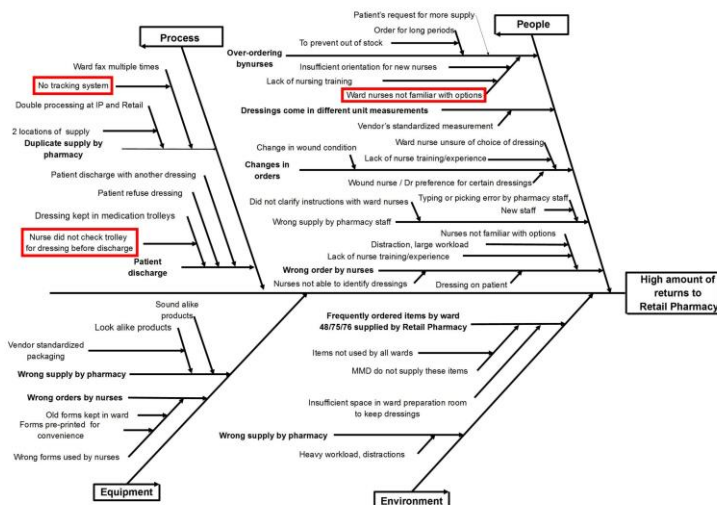 Process
Ward fax multiple times
No tracking system
Double processing at IP and Retail
2 locations of supply
Duplicate supply by
pharmacy
Patient discharge with another dressing
Patient refuse dressing
Dressing kept in medication trolleys
Nurse did not check trolley
for dressing before discharge
Patient
discharge
People
Patient's request for more supply
Order for long periods
To prevent out of stock
Over-ordering
bynurses
Insufficient orientation for new nurses
Lack of nursing training
Ward nurses not familiar with options
Dressings come in different unit measurements
Vendor's standardized measurement
Ward nurse unsure of choice of dressing
Change in wound condition
Lack of nurse training/experience
Changes in
orders
Wound nurse / Dr preference for certain dressings
Did not clarify instructions with ward nurses
Typing or picking error by pharmacy staff
New staff
Wrong supply by pharmacy staff
Nurses not familiar with options
Distraction, large workload
Lack of nurse training/experience
Wrong order by nurses
Nurses not able to identify dressings
Dressing on patient
High amount of
returns to
Retail Pharmacy
Sound alike
products
Look alike products
Vendor standardized
packaging
Wrong supply by pharmacy
Wrong orders by nurses
Old forms kept in ward
Forms pre-printed for
convenience
Wrong forms used by nurses
Equipment
Frequently ordered items by ward
48/75/76 supplied by Retail Pharmacy
Items not used by all wards
MMD do not supply these items
Insufficient space in ward preparation room
to keep dressings
Wrong supply by pharmacy
Heavy workload, distractions
Environment